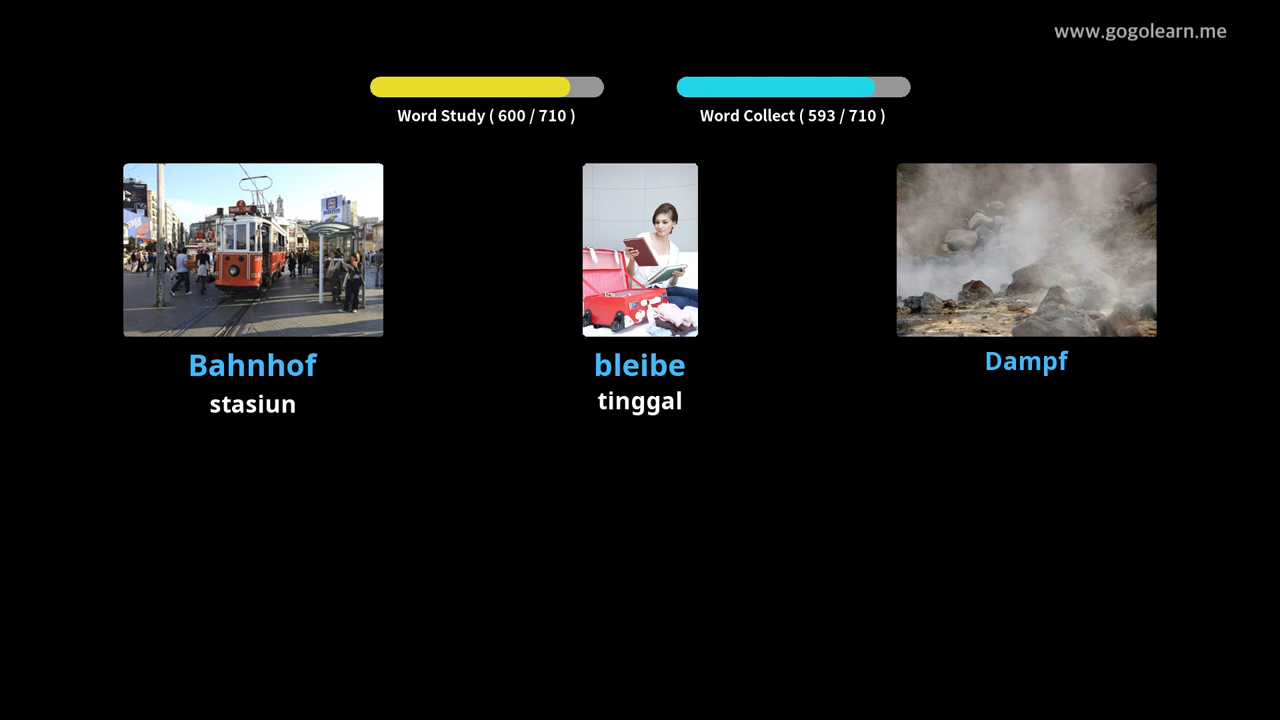 www.gogolearn.me
Word Study ( 600 / 710 )
Word Collect ( 593 / 710 )
Bahnhof
stasiun
bleibe
tinggal
Dampf